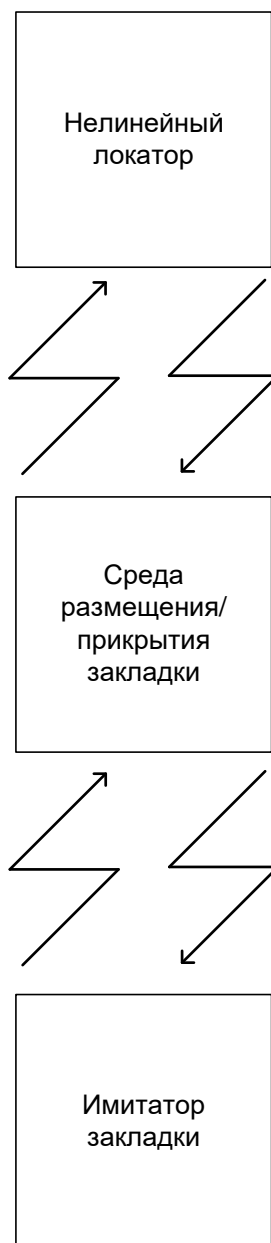 Нелинейный
локатор
Среда
размещения/
прикрытия
закладки
Имитатор
закладки